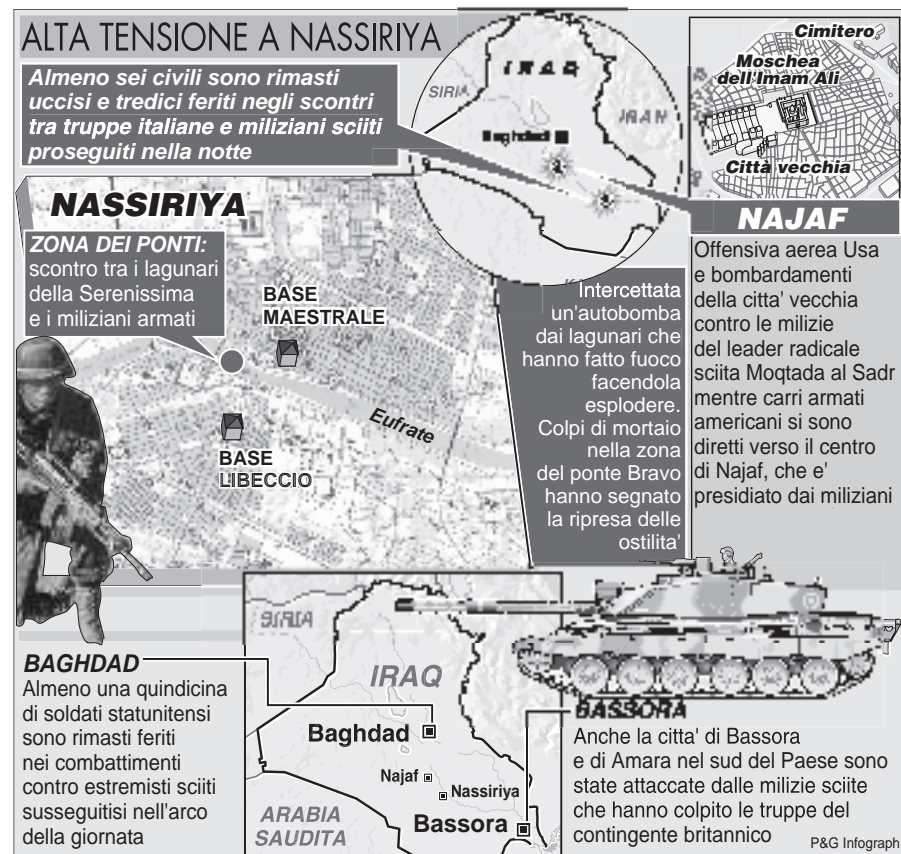 ALTA TENSIONE A NASSIRIYA
Almeno sei civili sono rimasti
uccisi e tredici feriti negli scontri
tra truppe italiane e miliziani sciiti
proseguiti nella notte
IRAQ
SIRIA
IRAN
Baghdad
Cimitero
Moschea
dell'Imam Ali
Città vecchia
NASSIRIYA
ZONA DEI PONTI:
scontro tra i lagunari
della Serenissima
e i miliziani armati
BASE
MAESTRALE
Eufrate
BASE
LIBECCIO
Intercettata
un'autobomba
dai lagunari che
hanno fatto fuoco
facendola
esplodere.
Colpi di mortaio
nella zona
del ponte Bravo
hanno segnato
la ripresa delle
ostilita'
NAJAF
Offensiva aerea Usa
e bombardamenti
della citta' vecchia
contro le milizie
del leader radicale
sciita Moqtada al Sadr
mentre carri armati
americani si sono
diretti verso il centro
di Najaf, che e'
presidiato dai miliziani
BAGHDAD
Almeno una quindicina
di soldati statunitensi
sono rimasti feriti
nei combattimenti
contro estremisti sciiti
susseguitisi nell'arco
della giornata
SIRIA
IRAQ
Baghdad
Najaf
Nassiriya
Bassora
ARABIA
SAUDITA
BASSORA
Anche la citta' di Bassora
e di Amara nel sud del Paese sono
state attaccate dalle milizie sciite
che hanno colpito le truppe del
contingente britannico
P&G Infograph